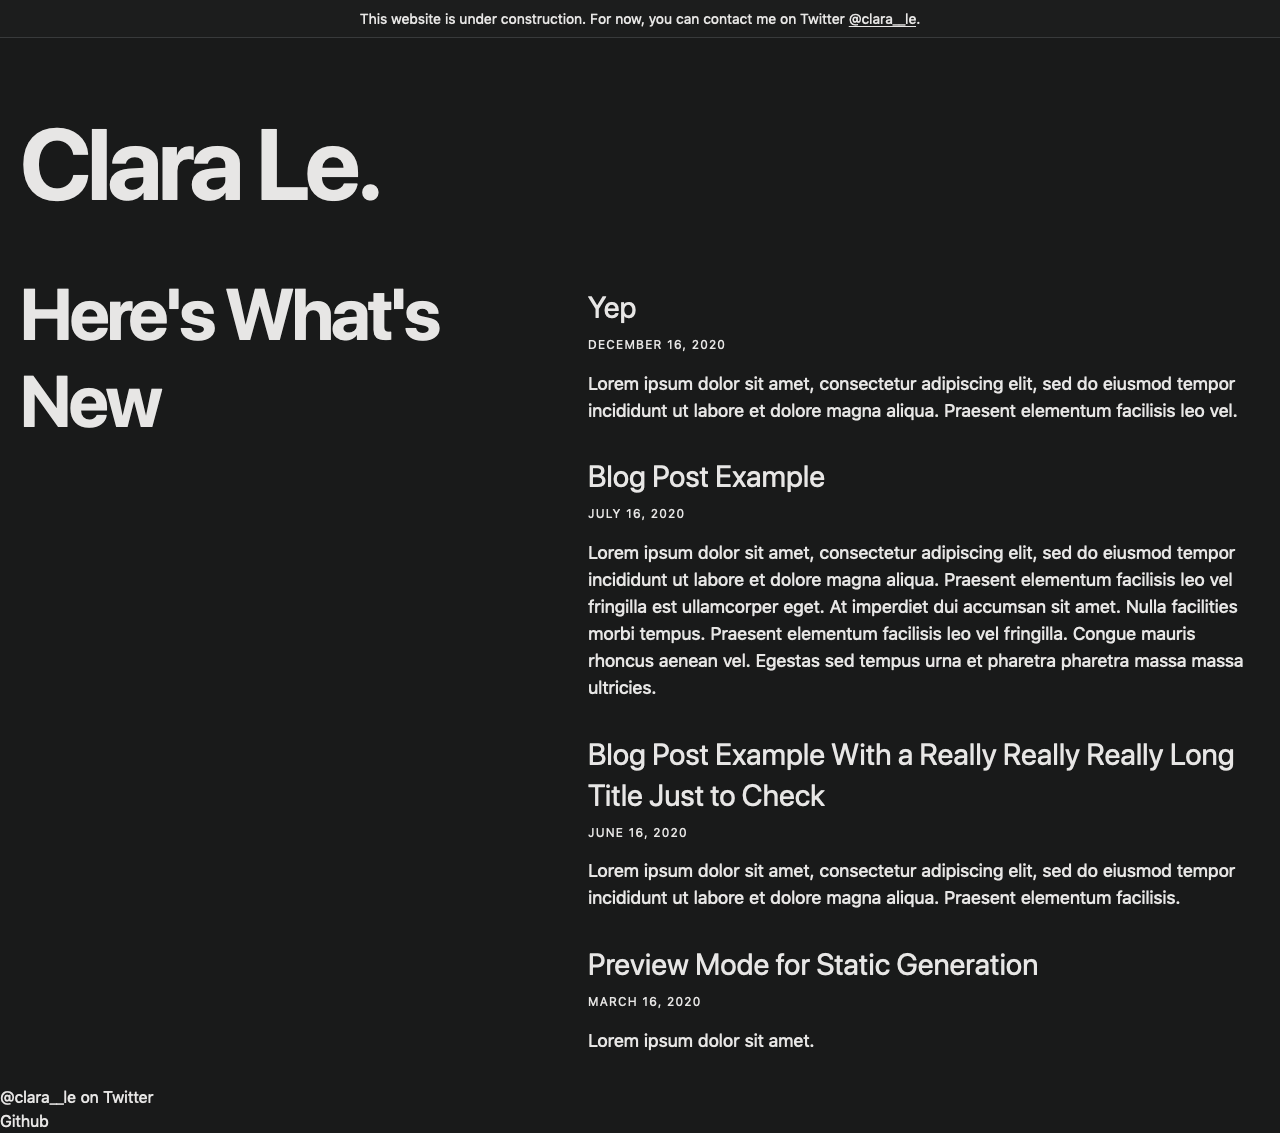 This website is under construction. For now, you can contact me on Twitter @clara__le.
Clara Le.
Here's What's
New
Yep
DECEMBER 16, 2020
Lorem ipsum dolor sit amet, consectetur adipiscing elit, sed do eiusmod tempor
incididunt ut labore et dolore magna aliqua. Praesent elementum facilisis leo vel.
Blog Post Example
JULY 16, 2020
Lorem ipsum dolor sit amet, consectetur adipiscing elit, sed do eiusmod tempor
incididunt ut labore et dolore magna aliqua. Praesent elementum facilisis leo vel
fringilla est ullamcorper eget. At imperdiet dui accumsan sit amet. Nulla facilities
morbi tempus. Praesent elementum facilisis leo vel fringilla. Congue mauris
rhoncus aenean vel. Egestas sed tempus urna et pharetra pharetra massa massa
ultricies.
Blog Post Example With a Really Really Really Long
Title Just to Check
JUNE 16, 2020
Lorem ipsum dolor sit amet, consectetur adipiscing elit, sed do eiusmod tempor
incididunt ut labore et dolore magna aliqua. Praesent elementum facilisis.
Preview Mode for Static Generation
MARCH 16, 2020
Lorem ipsum dolor sit amet.
@clara__le on Twitter
Github